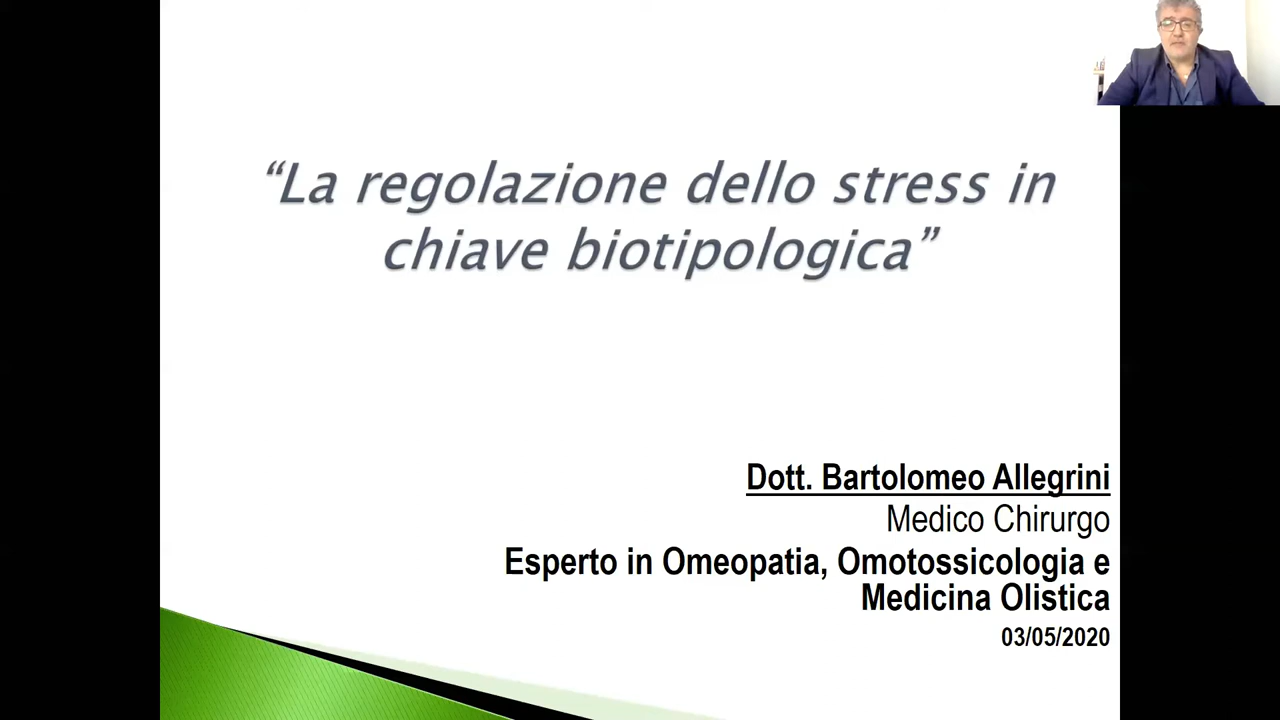 “La regolazione dello stress in
chiave biotipologica”
Dott. Bartolomeo Allegrini
Medico Chirurgo
Esperto in Omeopatia, Omotossicologia e
Medicina Olistica
03/05/2020